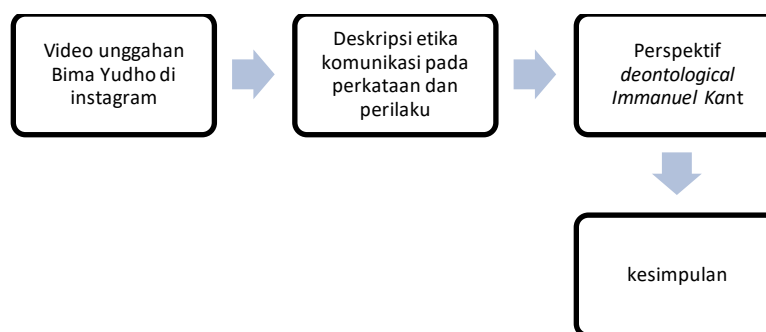 Video unggahan
Bima Yudho di
instagram
Deskripsi etika
komunikasi pada
perkataan dan
perilaku
Perspektif
deontological
Immanuel Kant
kesimpulan